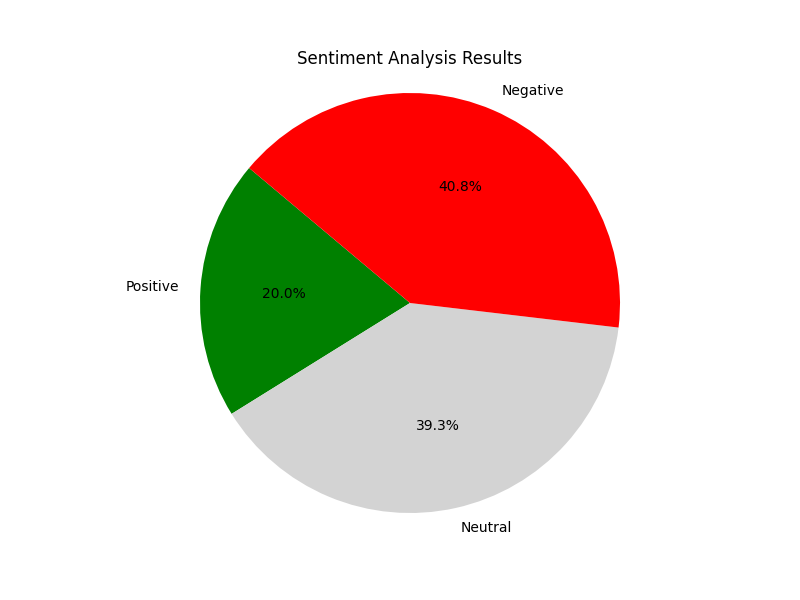 Sentiment Analysis Results
Negative
40.8%
Positive
20.0%
39.3%
Neutral